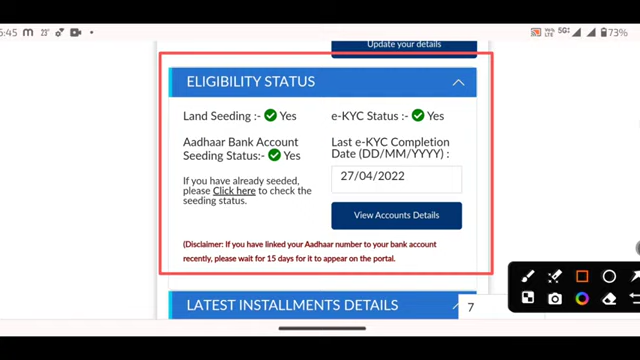 5:45 M 23° 5G 73%
Update your details
ELIGIBILITY STATUS
Land Seeding :- Yes
e-KYC Status :- Yes
Aadhaar Bank Account
Seeding Status:- Yes
If you have already seeded,
please Click here to check the
seeding status.
Last e-KYC Completion
Date (DD/MM/YYYY) :
27/04/2022
View Accounts Details
(Disclaimer: If you have linked your Aadhaar number to your bank account
recently, please wait for 15 days for it to appear on the portal.
LATEST INSTALLMENTS DETAILS
7